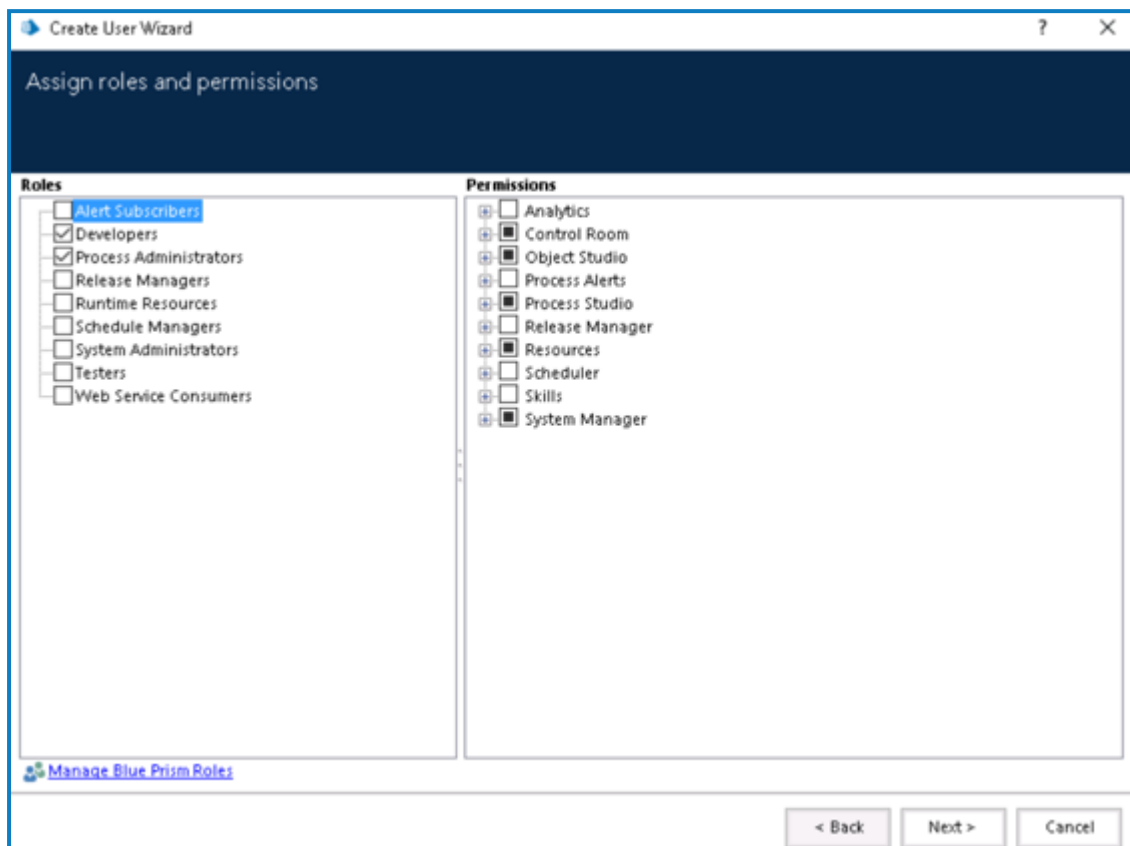 Create User Wizard
?
Assign roles and permissions
Roles
Alert Subscribers
Developers
Process Administrators
Release Managers
Runtime Resources
Schedule Managers
System Administrators
Testers
Web Service Consumers
Permissions
Analytics
Control Room
Object Studio
Process Alerts
Process Studio
Release Manager
Resources
Scheduler
Skills
System Manager
Manage Blue Prism Roles
< Back
Next >
Cancel